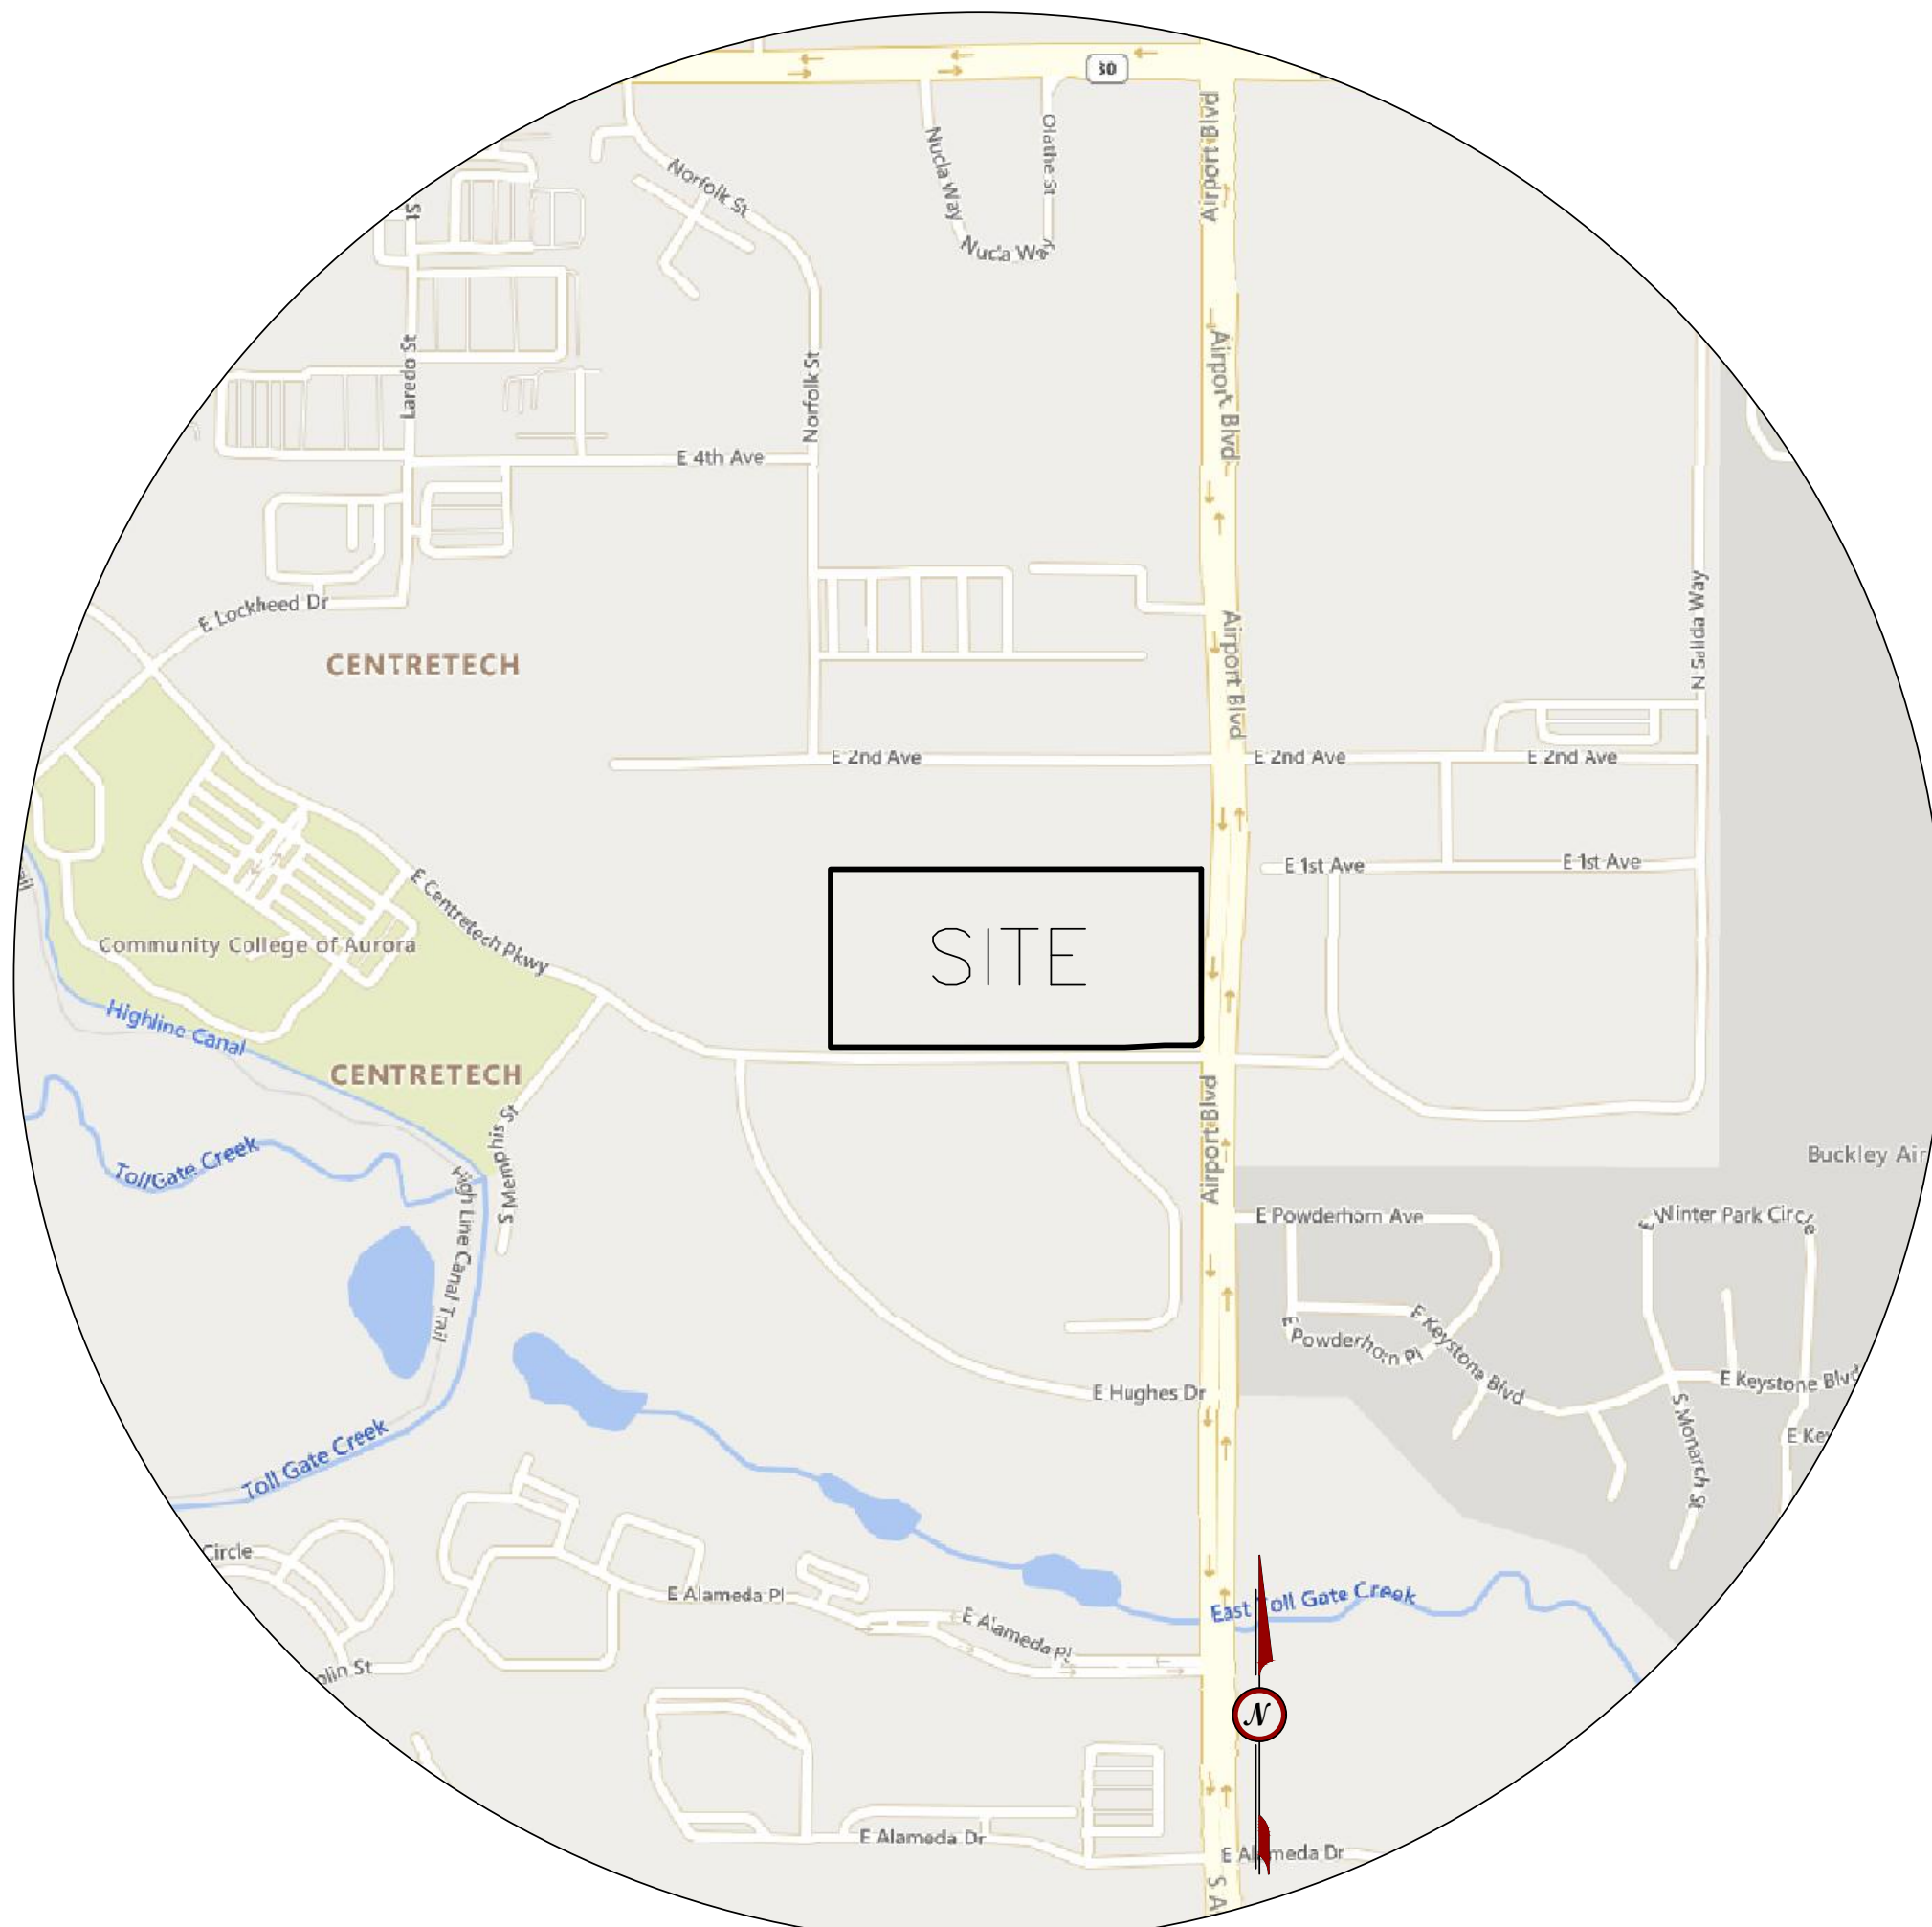 30
Airport Blvd
Nucla Way
Olathe St
Norfolk St
St
Nucla Way
Laredo St
Norfolk St
Airport Blvd
E 4th Ave
E Lockheed Dr
N Salida Way
Airport Blvd
CENTRETECH
E 2nd Ave
E 2nd Ave
E 2nd Ave
E 1st Ave
E 1st Ave
E Centretech Pkwy
Community College of Aurora
SITE
Highline Canal
CENTRETECH
S Memphis St
Toll Gate Creek
High Line Canal Trail
Airport Blvd
Buckley Air
E Powderhorn Ave
E Winter Park Circle
E Powderhorn Pl
E Keystone Blvd
E Keystone Blvd
E Hughes Dr
S Monarch St
E Key
Toll Gate Creek
Circle
E Alameda Pl
E Alameda Pl
East Toll Gate Creek
olin St
N
E Alameda Dr
E Alameda Dr
S A